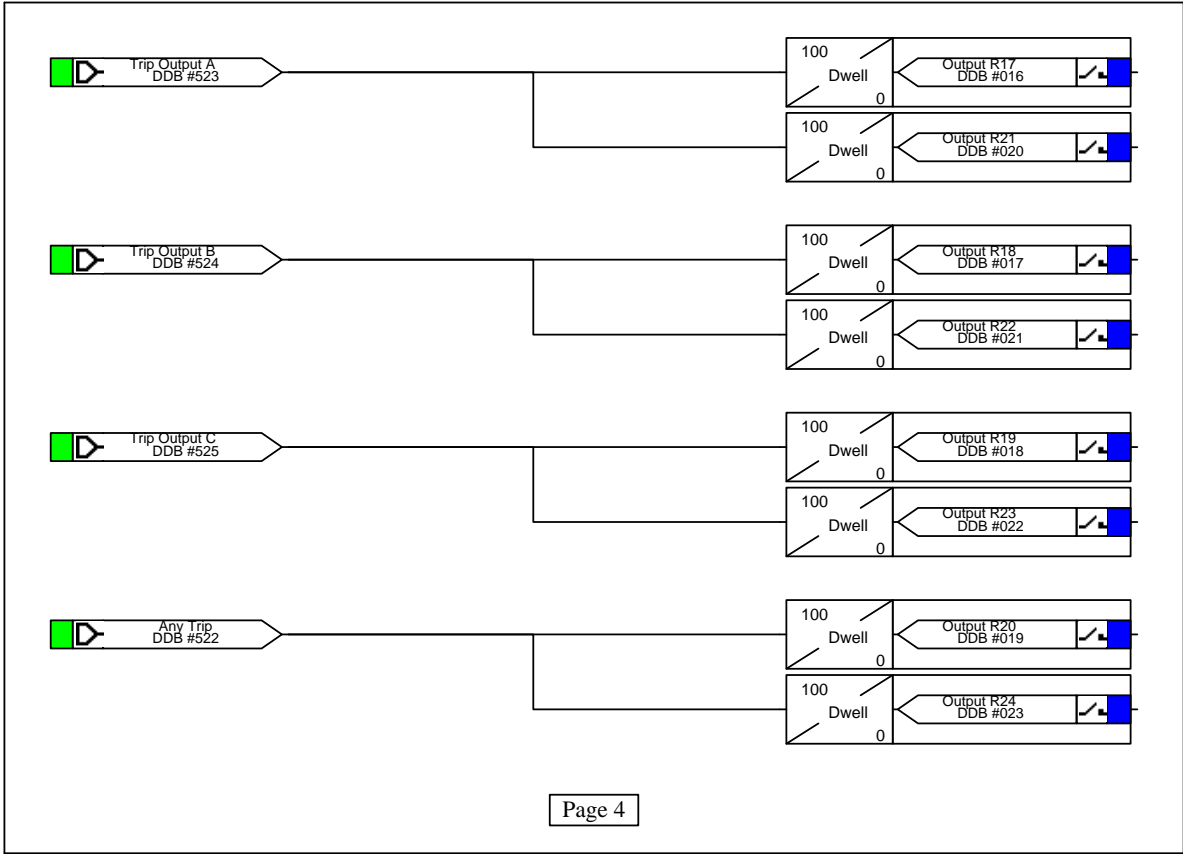 Trip Output A
DDB #523
100
Dwell
0
Output R17
DDB #016
100
Dwell
0
Output R21
DDB #020
Trip Output B
DDB #524
100
Dwell
0
Output R18
DDB #017
100
Dwell
0
Output R22
DDB #021
Trip Output C
DDB #525
100
Dwell
0
Output R19
DDB #018
100
Dwell
0
Output R23
DDB #022
Any Trip
DDB #522
100
Dwell
0
Output R20
DDB #019
100
Dwell
0
Output R24
DDB #023
Page 4